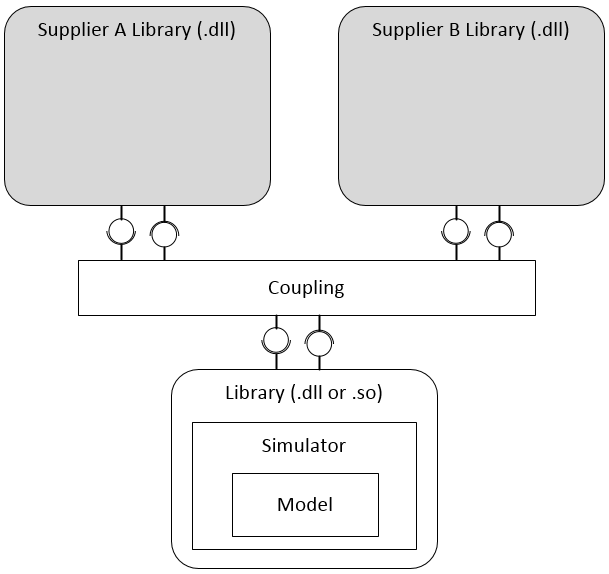 Supplier A Library (.dll)
Supplier B Library (.dll)
Coupling
Library (.dll or .so)
Simulator
Model